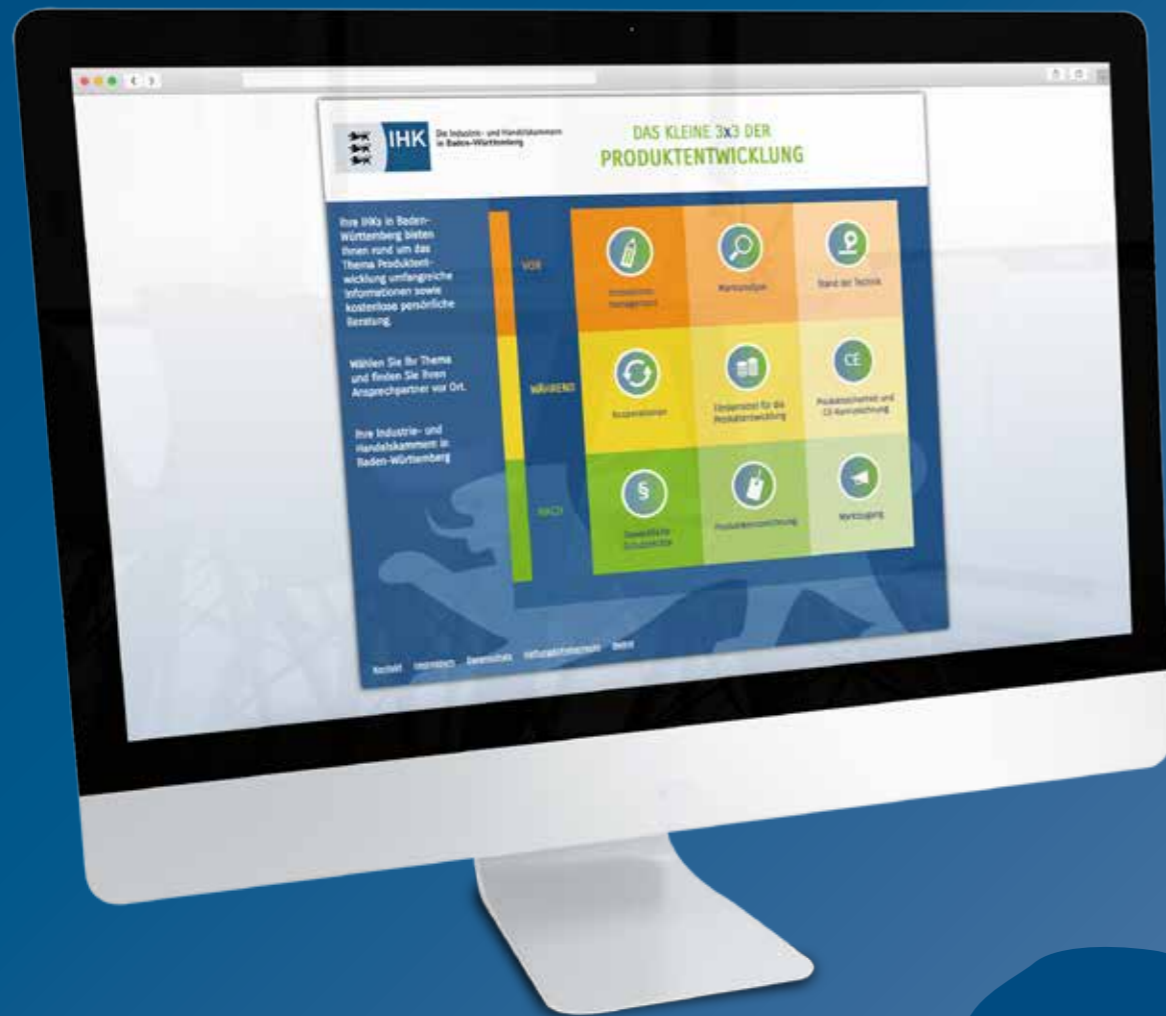 IHK
Die Industrie- und Handelskammern
in Baden-Württemberg
DAS KLEINE 3x3 DER
PRODUKTENTWICKLUNG
Ihre IHKs in Baden-
Württemberg bieten
Ihnen rund um das
Thema Produktent-
wicklung umfangreiche
Informationen sowie
kostenlose persönliche
Beratung.
Wählen Sie Ihr Thema
und finden Sie Ihren
Ansprechpartner vor Ort.
Ihre Industrie- und
Handelskammern in
Baden-Württemberg
VOR
Innovations-
management
Marktanalyse
Stand der Technik
WÄHREND
Kooperationen
Fördermittel für die
Produktentwicklung
CE
Produktsicherheit und
CE-Kennzeichnung
NACH
§
Gewerbliche
Schutzrechte
Produktkennzeichnung
Marktzugang
Kontakt Impressum Datenschutz Haftungshinweis